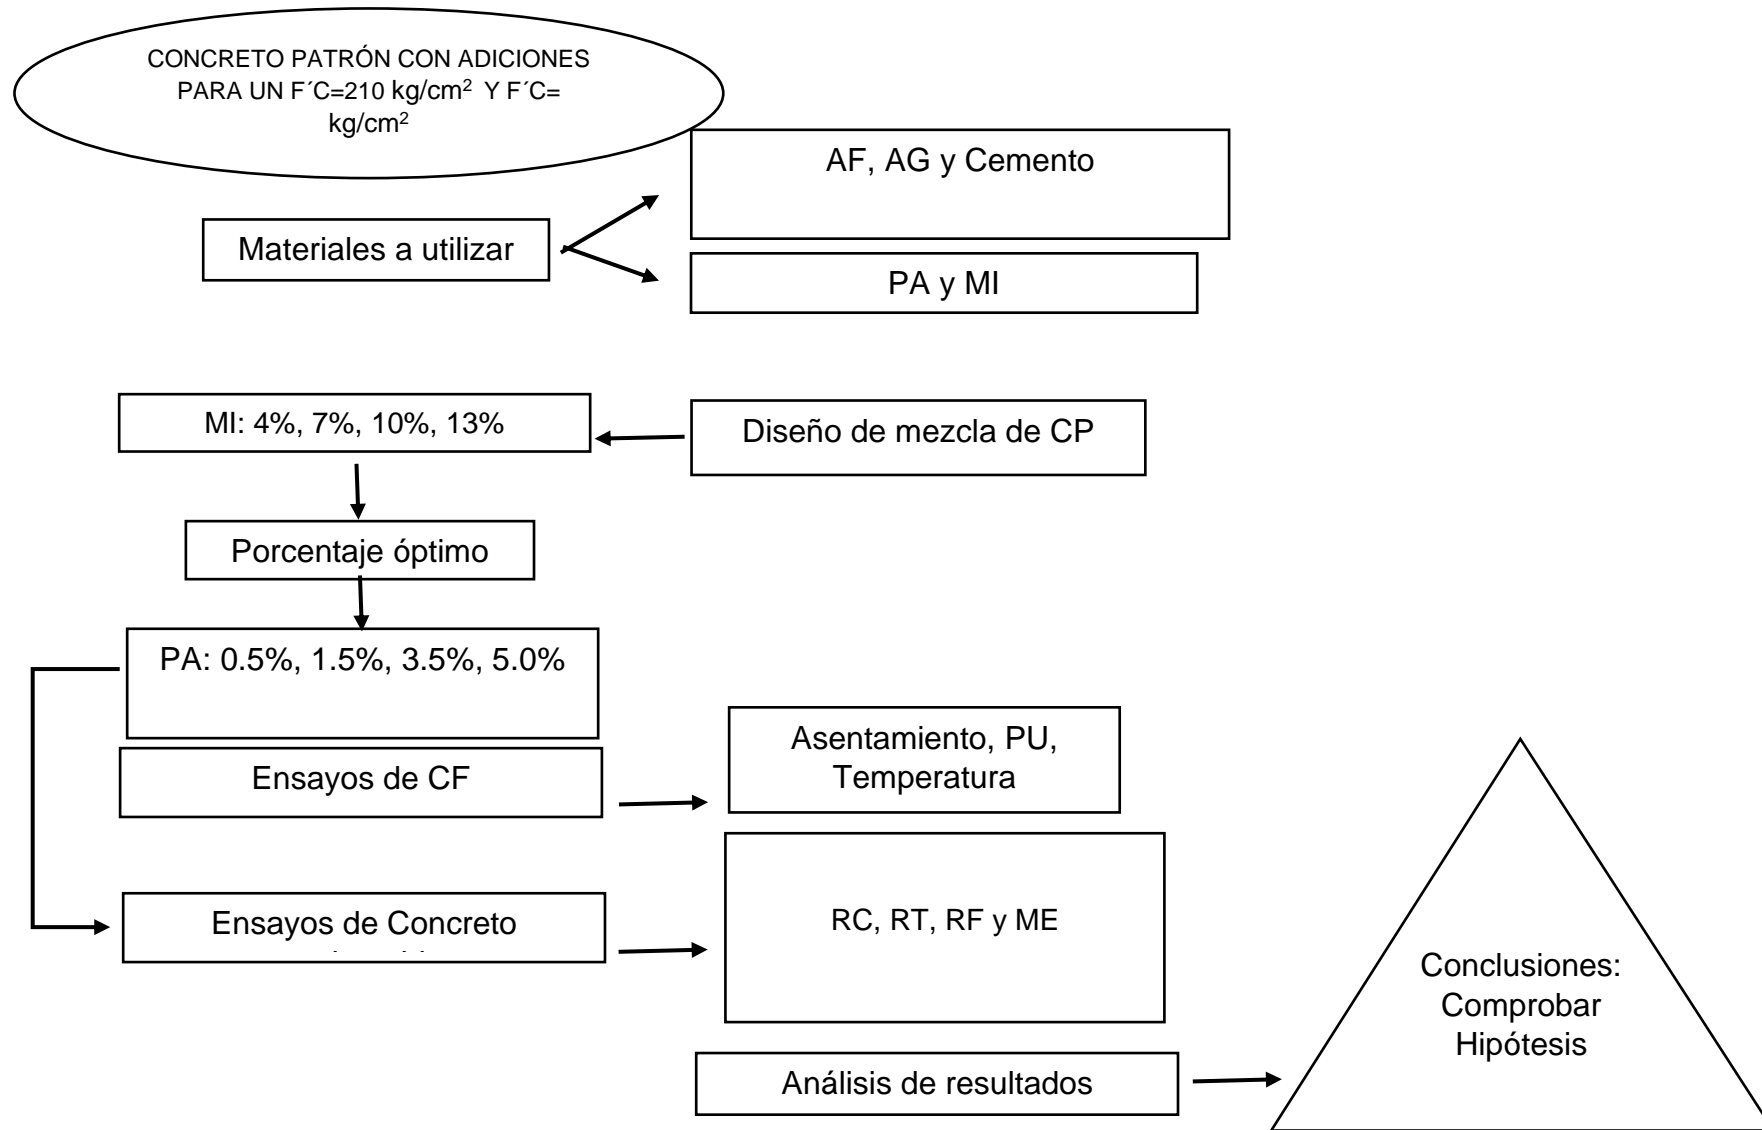 CONCRETO PATRÓN CON ADICIONES
PARA UN F´C=210 kg/cm² Y F´C=
kg/cm²
AF, AG y Cemento
Materiales a utilizar
PA y MI
MI: 4%, 7%, 10%, 13%
Diseño de mezcla de CP
Porcentaje óptimo
PA: 0.5%, 1.5%, 3.5%, 5.0%
Asentamiento, PU,
Temperatura
Ensayos de CF
Ensayos de Concreto
RC, RT, RF y ME
Conclusiones:
Comprobar
Hipótesis
Análisis de resultados